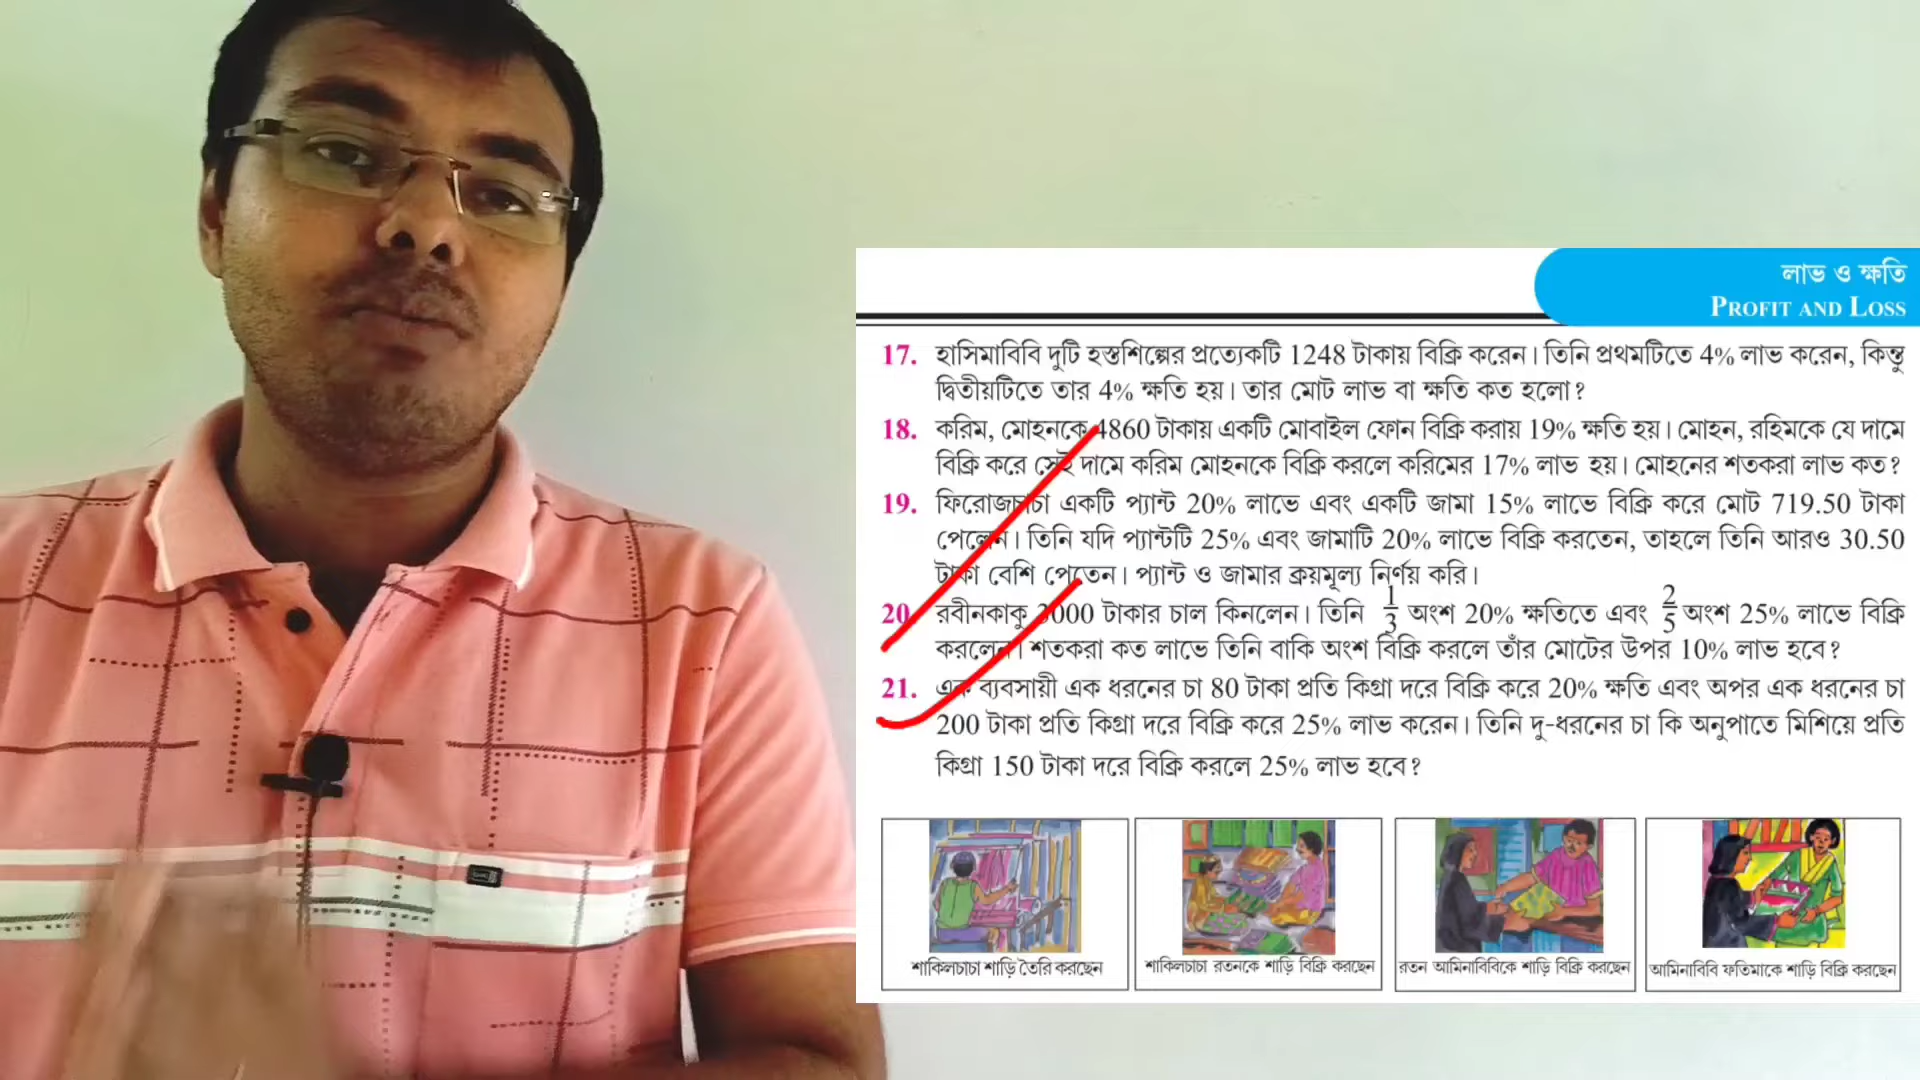 লাভ ও ক্ষতি
PROFIT AND LOSS
17. হাসিমাবিবি দুটি হস্তশিল্পের প্রত্যেকটি 1248 টাকায় বিক্রি করেন। তিনি প্রথমটিতে 4% লাভ করেন, কিন্তু
দ্বিতীয়টিতে তার 4% ক্ষতি হয়। তার মোট লাভ বা ক্ষতি কত হলো?
18. করিম, মোহনকে 4860 টাকায় একটি মোবাইল ফোন বিক্রি করায় 19% ক্ষতি হয়। মোহন, রহিমকে যে দামে
বিক্রি করে সেই দামে করিম মোহনকে বিক্রি করলে করিমের 17% লাভ হয়। মোহনের শতকরা লাভ কত?
19. ফিরোজচাচা একটি প্যান্ট 20% লাভে এবং একটি জামা 15% লাভে বিক্রি করে মোট 719.50 টাকা
পেলেন। তিনি যদি প্যান্টটি 25% এবং জামাটি 20% লাভে বিক্রি করতেন, তাহলে তিনি আরও 30.50
টাকা বেশি পেতেন। প্যান্ট ও জামার ক্রয়মূল্য নির্ণয় করি।
20. রবীনকাকু 3000 টাকার চাল কিনলেন। তিনি 1/3 অংশ 20% ক্ষতিতে এবং 2/5 অংশ 25% লাভে বিক্রি
করলেন। শতকরা কত লাভে তিনি বাকি অংশ বিক্রি করলে তাঁর মোটের উপর 10% লাভ হবে?
21. এক ব্যবসায়ী এক ধরনের চা 80 টাকা প্রতি কিগ্রা দরে বিক্রি করে 20% ক্ষতি এবং অপর এক ধরনের চা
200 টাকা প্রতি কিগ্রা দরে বিক্রি করে 25% লাভ করেন। তিনি দু-ধরনের চা কি অনুপাতে মিশিয়ে প্রতি
কিগ্রা 150 টাকা দরে বিক্রি করলে 25% লাভ হবে?
শাকিলচাচা শাড়ি তৈরি করছেন
শাকিলচাচা রতনকে শাড়ি বিক্রি করছেন
রতন আমিনাবিবিকে শাড়ি বিক্রি করছেন
আমিনাবিবি ফতিমাকে শাড়ি বিক্রি করছেন